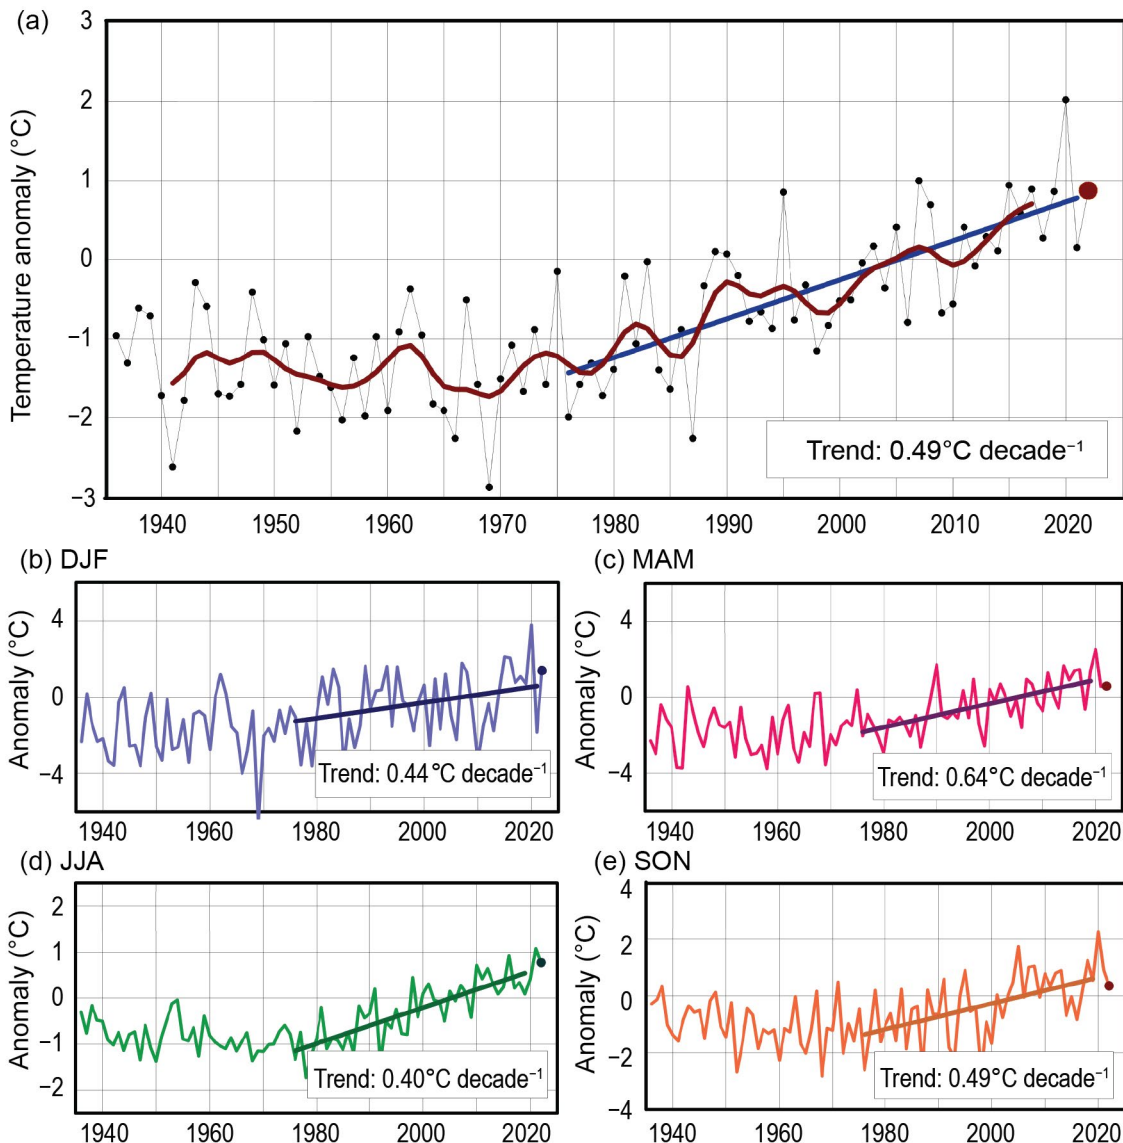 (a)
Temperature anomaly (°C)
3
2
1
0
−1
−2
−3
Trend: 0.49°C decade⁻¹
1940 1950 1960 1970 1980 1990 2000 2010 2020
(b) DJF
Anomaly (°C)
4
0
−4
Trend: 0.44°C decade⁻¹
1940 1960 1980 2000 2020
(c) MAM
Anomaly (°C)
4
0
−4
Trend: 0.64°C decade⁻¹
1940 1960 1980 2000 2020
(d) JJA
Anomaly (°C)
2
1
0
−1
−2
Trend: 0.40°C decade⁻¹
1940 1960 1980 2000 2020
(e) SON
Anomaly (°C)
4
2
0
−2
−4
Trend: 0.49°C decade⁻¹
1940 1960 1980 2000 2020